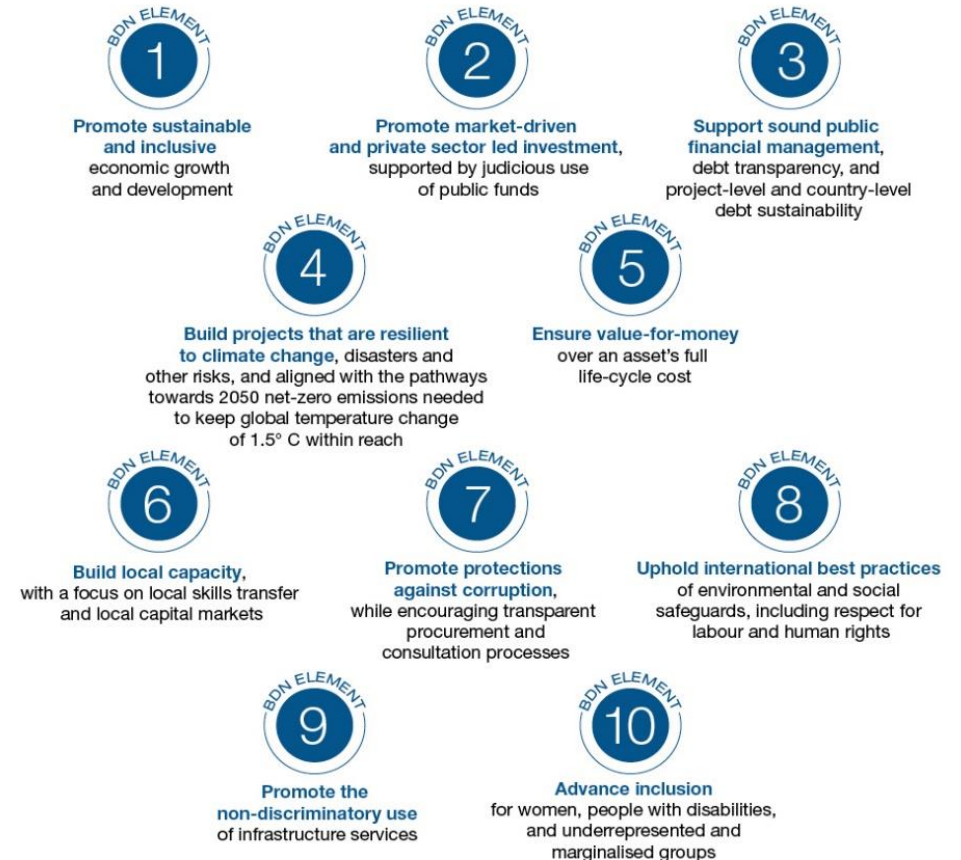 BDN ELEMENT
1
Promote sustainable
and inclusive
economic growth
and development
BDN ELEMENT
2
Promote market-driven
and private sector led investment,
supported by judicious use
of public funds
BDN ELEMENT
3
Support sound public
financial management,
debt transparency, and
project-level and country-level
debt sustainability
BDN ELEMENT
4
Build projects that are resilient
to climate change, disasters and
other risks, and aligned with the pathways
towards 2050 net-zero emissions needed
to keep global temperature change
of 1.5° C within reach
BDN ELEMENT
5
Ensure value-for-money
over an asset's full
life-cycle cost
BDN ELEMENT
6
Build local capacity,
with a focus on local skills transfer
and local capital markets
BDN ELEMENT
7
Promote protections
against corruption,
while encouraging transparent
procurement and
consultation processes
BDN ELEMENT
8
Uphold international best practices
of environmental and social
safeguards, including respect for
labour and human rights
BDN ELEMENT
9
Promote the
non-discriminatory use
of infrastructure services
BDN ELEMENT
10
Advance inclusion
for women, people with disabilities,
and underrepresented and
marginalised groups